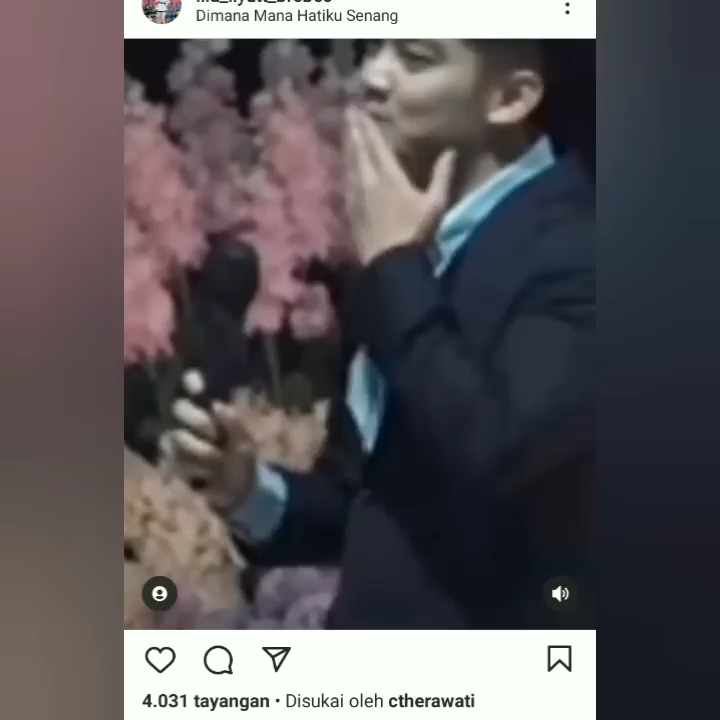 Dimana Mana Hatiku Senang
4.031 tayangan • Disukai oleh ctherawati